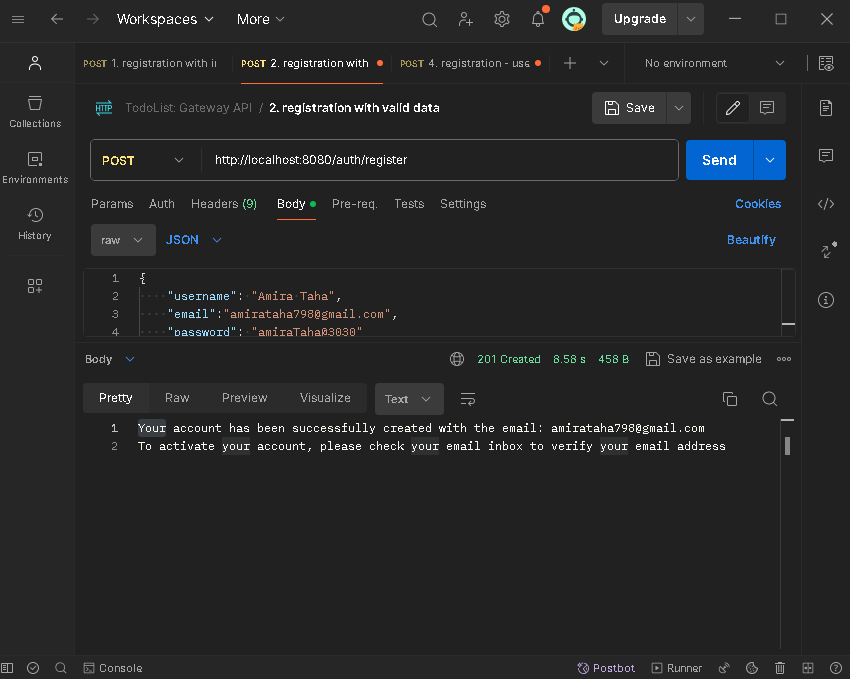 Workspaces More Upgrade
POST 1. registration with in POST 2. registration with POST 4. registration - use No environment
HTTP TodoList: Gateway API / 2. registration with valid data Save
Collections
Environments
History
POST http://localhost:8080/auth/register Send
Params Auth Headers (9) Body Pre-req. Tests Settings Cookies
raw JSON Beautify
1 {
2 "username": "Amira Taha",
3 "email":"amirataha798@gmail.com",
4 "password": "amiraTaha@3030"
Body 201 Created 8.58 s 458 B Save as example
Pretty Raw Preview Visualize Text
1 Your account has been successfully created with the email: amirataha798@gmail.com
2 To activate your account, please check your email inbox to verify your email address
Console Postbot Runner